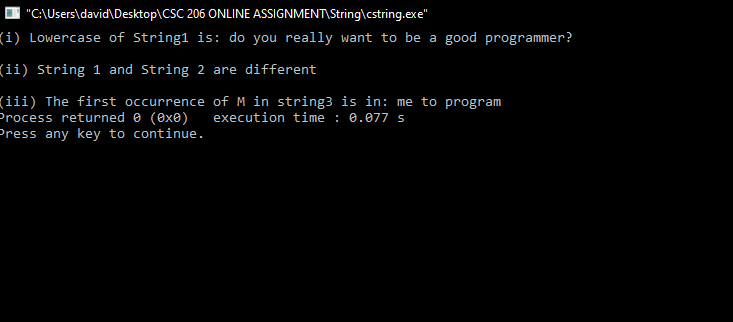 "C:\Users\david\Desktop\CSC 206 ONLINE ASSIGNMENT\String\cstring.exe"
(i) Lowercase of String1 is: do you really want to be a good programmer?
(ii) String 1 and String 2 are different
(iii) The first occurrence of M in string3 is in: me to program
Process returned 0 (0x0)   execution time : 0.077 s
Press any key to continue.